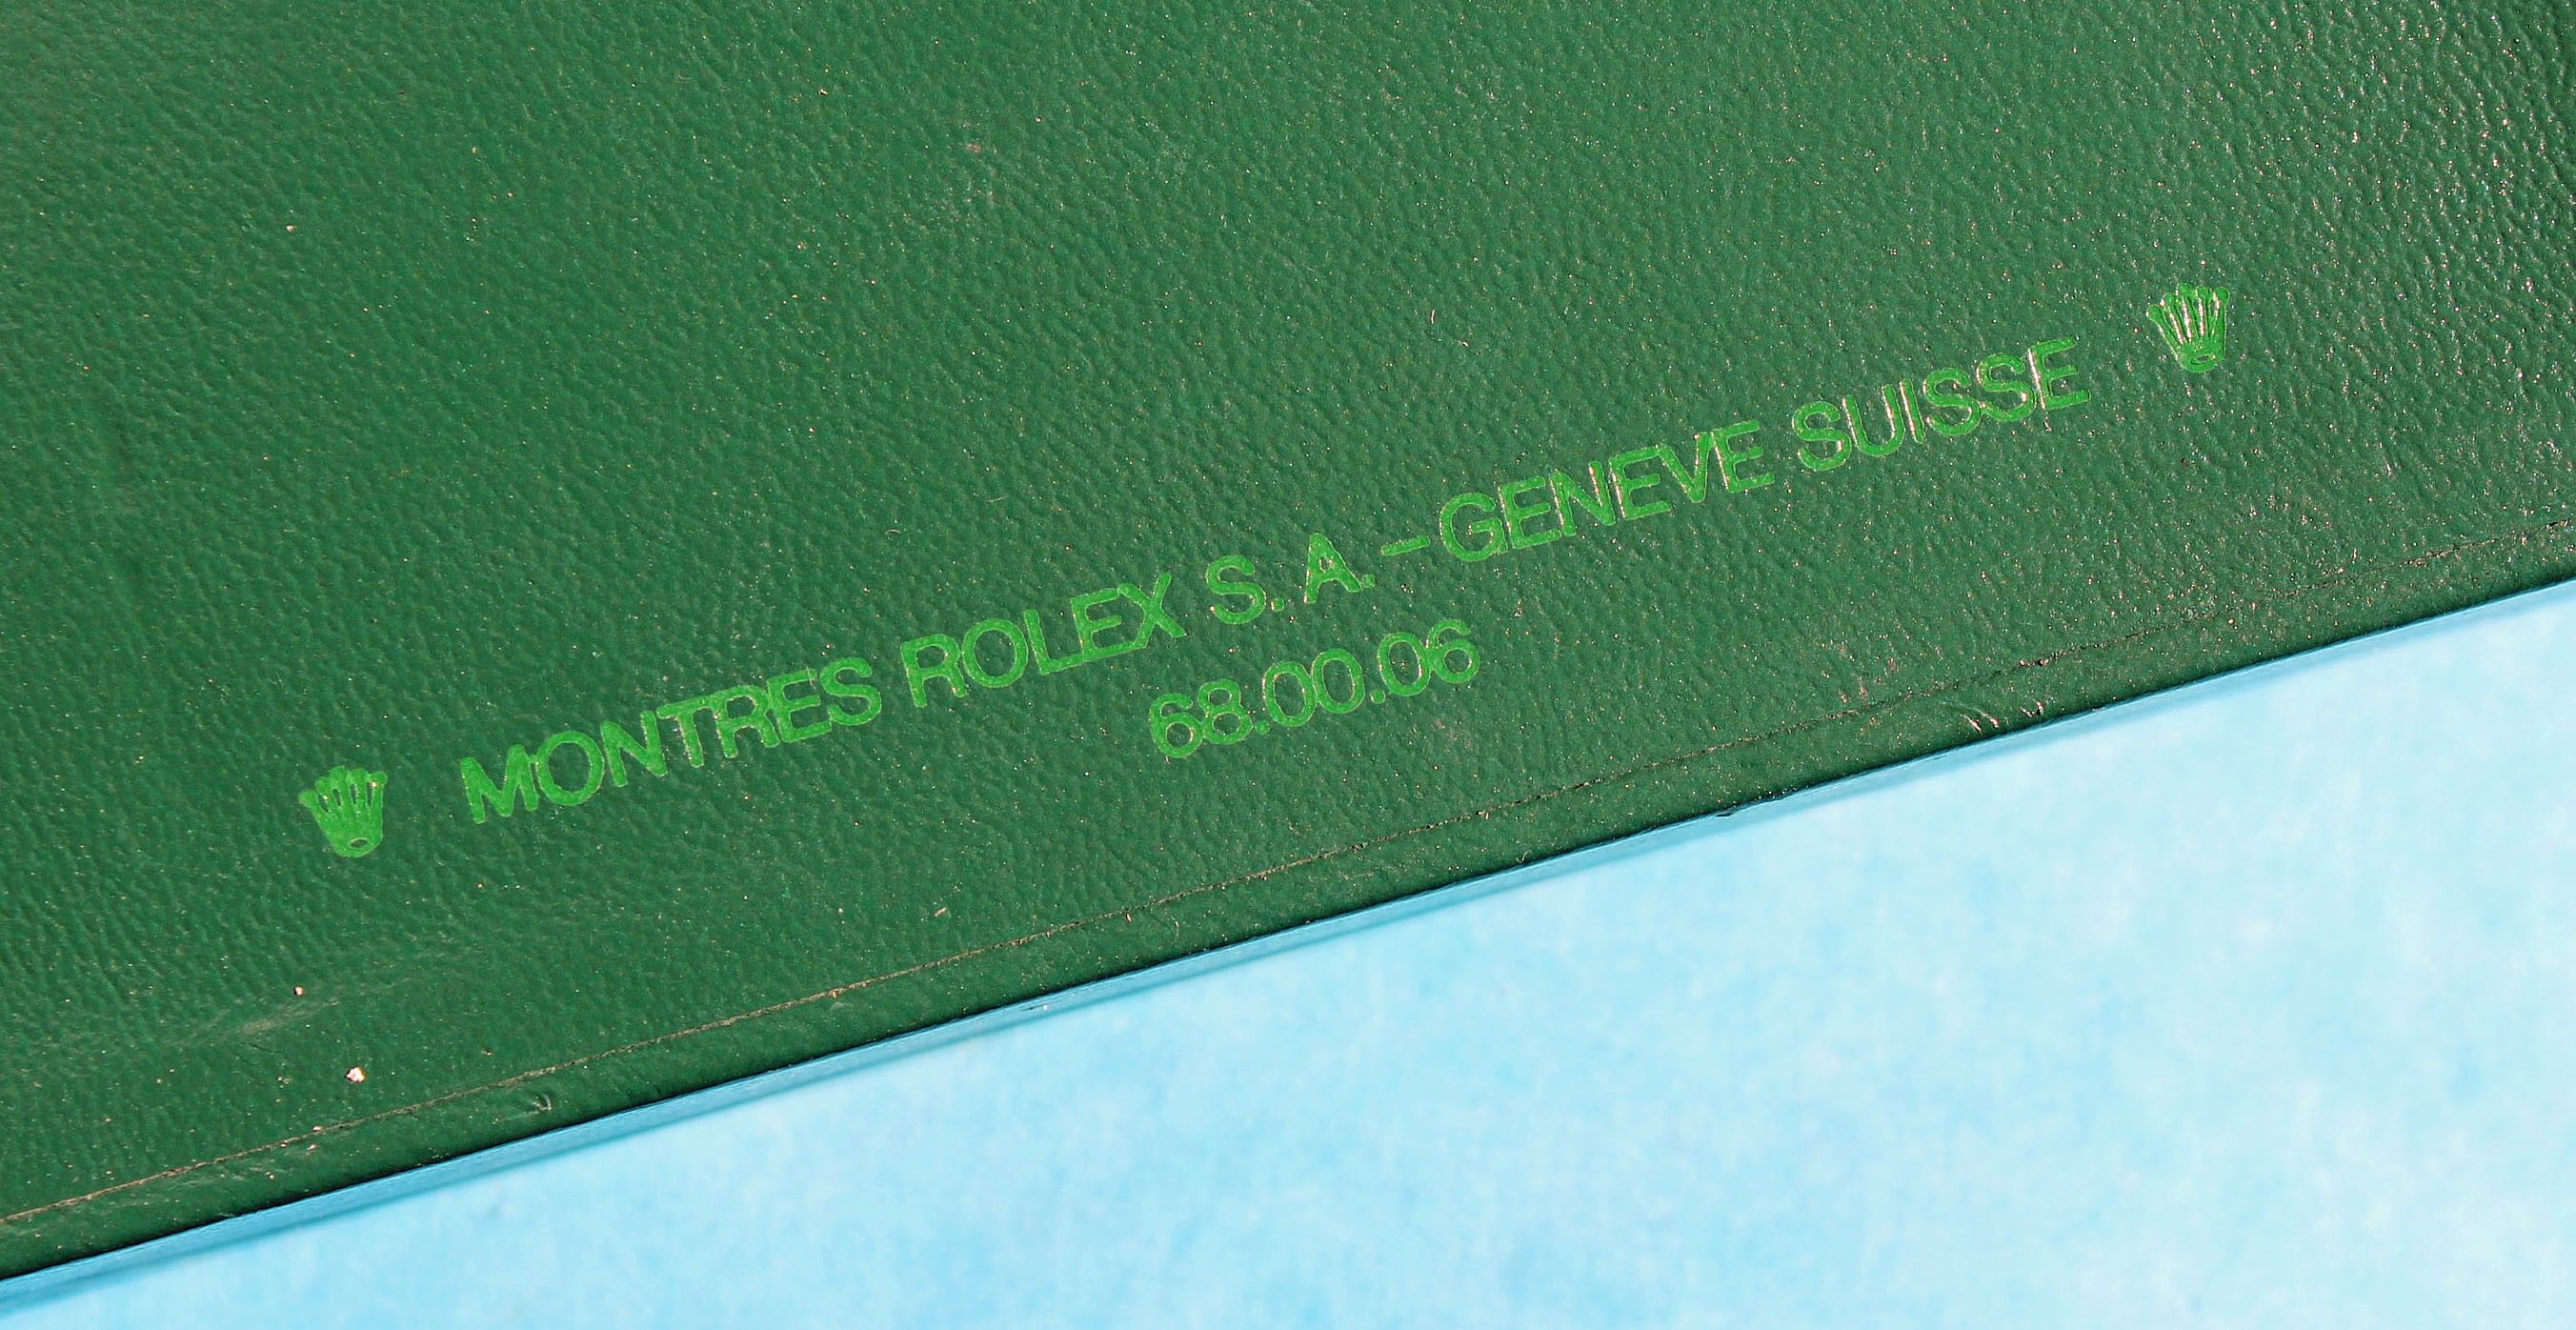 MONTRES ROLEX S.A. - GENEVE SUISSE
68.00.06